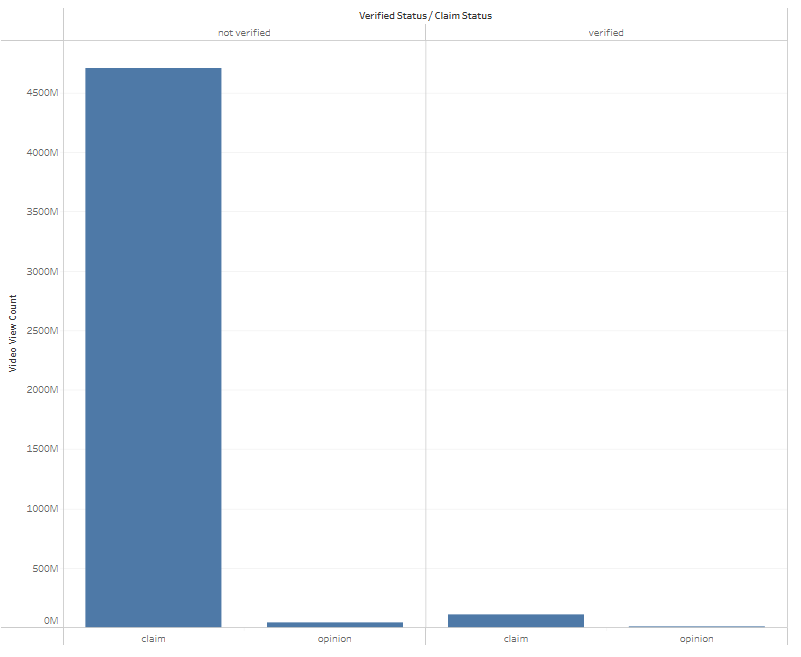 Verified Status / Claim Status
not verified
verified
Video View Count
4500M
4000M
3500M
3000M
2500M
2000M
1500M
1000M
500M
0M
claim
opinion
claim
opinion